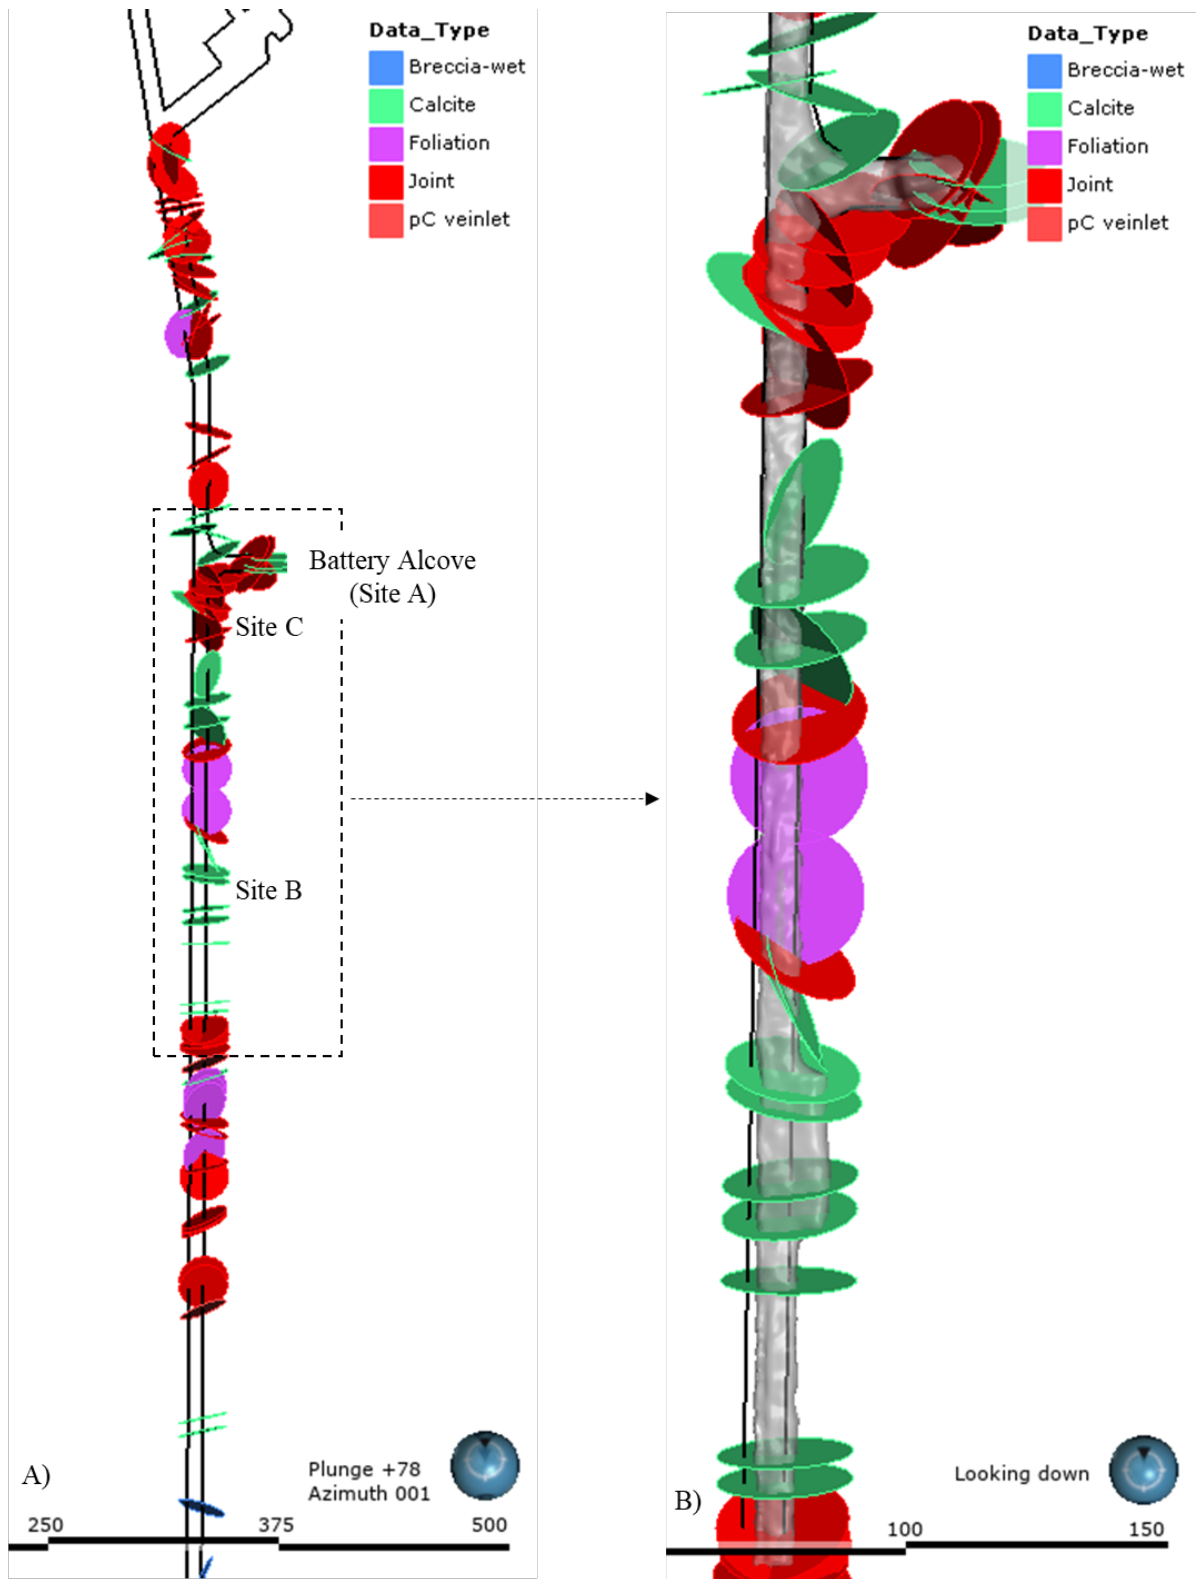 Data_Type
Breccia-wet
Calcite
Foliation
Joint
pC veinlet
Battery Alcove
(Site A)
Site C
Site B
A)
Plunge +78
Azimuth 001
250
375
500
Data_Type
Breccia-wet
Calcite
Foliation
Joint
pC veinlet
B)
Looking down
100
150